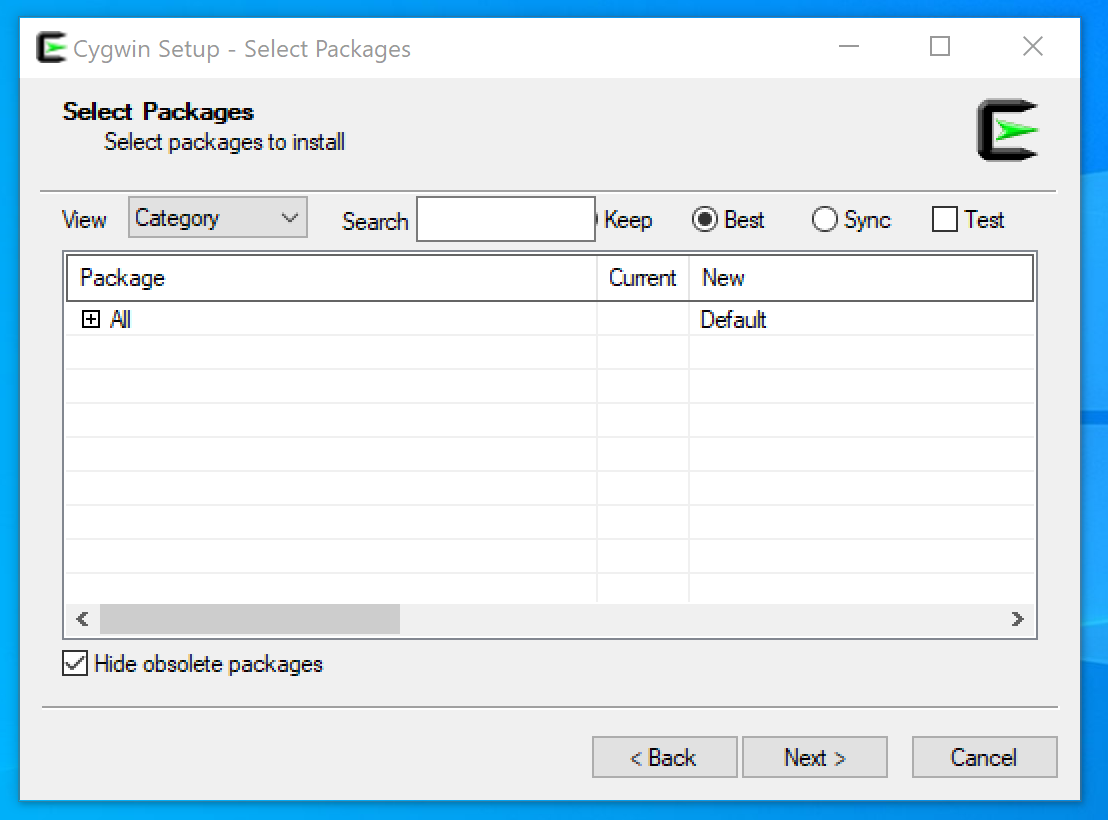 Cygwin Setup - Select Packages
Select Packages
Select packages to install
View Category Search Keep Best Sync Test
Package Current New
All Default
Hide obsolete packages
< Back Next > Cancel